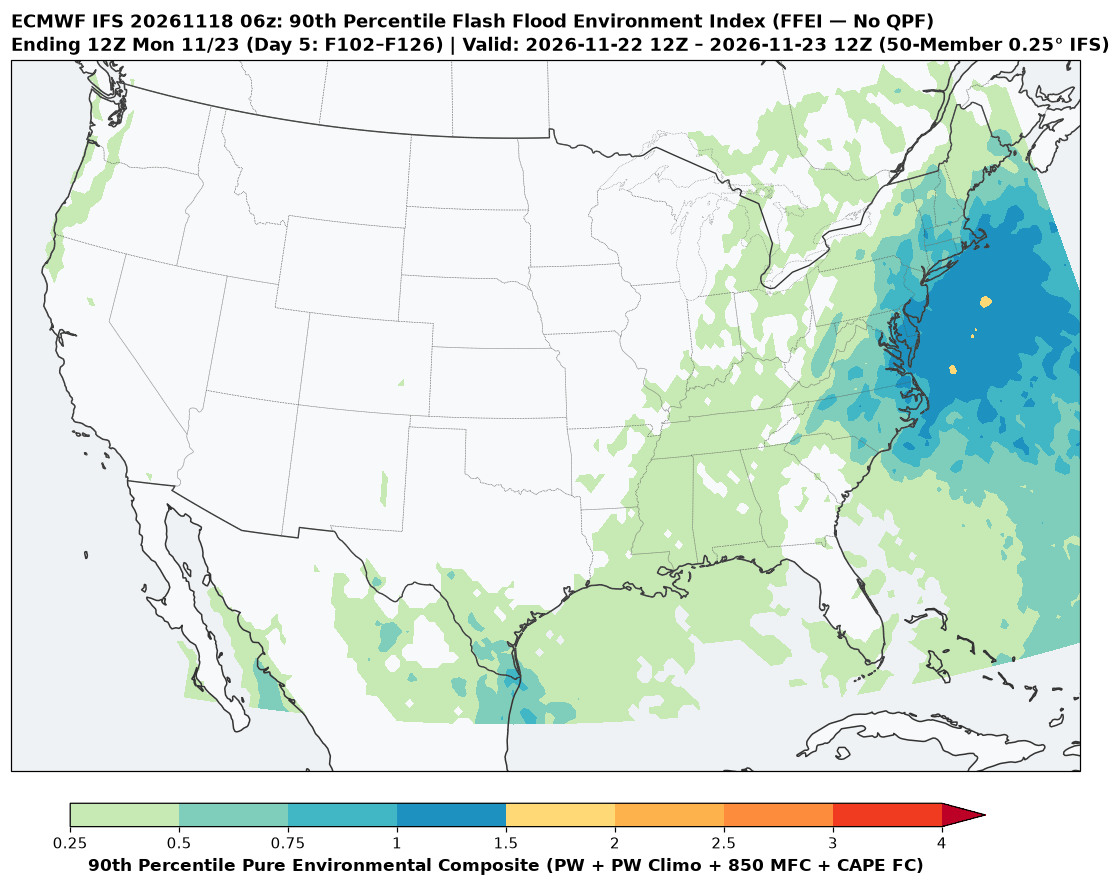 ECMWF IFS 20261118 06z: 90th Percentile Flash Flood Environment Index (FFEI — No QPF)
Ending 12Z Mon 11/23 (Day 5: F102–F126) | Valid: 2026-11-22 12Z – 2026-11-23 12Z (50-Member 0.25° IFS)
0.25 0.5 0.75 1 1.5 2 2.5 3 4
90th Percentile Pure Environmental Composite (PW + PW Climo + 850 MFC + CAPE FC)